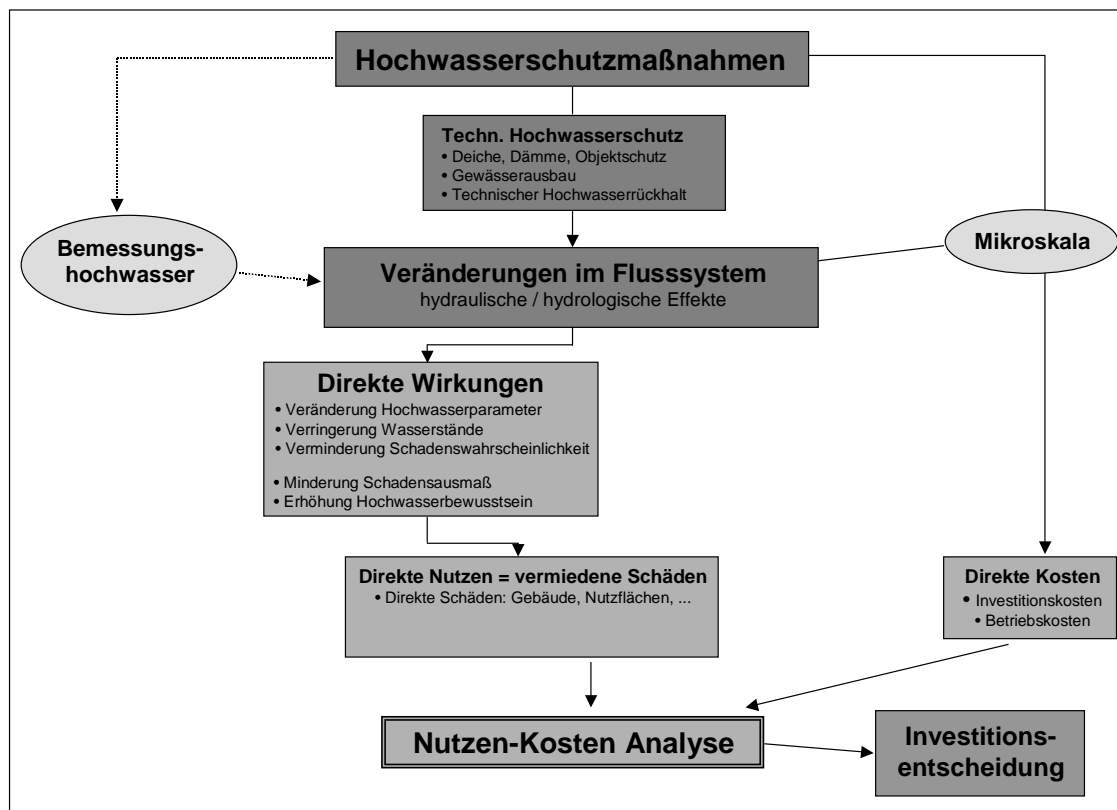 Hochwasserschutzmaßnahmen
Techn. Hochwasserschutz
• Deiche, Dämme, Objektschutz
• Gewässerausbau
• Technischer Hochwasserrückhalt
Bemessungs-
hochwasser
Mikroskala
Veränderungen im Flusssystem
hydraulische / hydrologische Effekte
Direkte Wirkungen
• Veränderung Hochwasserparameter
• Verringerung Wasserstände
• Verminderung Schadenswahrscheinlichkeit
• Minderung Schadensausmaß
• Erhöhung Hochwasserbewusstsein
Direkte Nutzen = vermiedene Schäden
• Direkte Schäden: Gebäude, Nutzflächen, ...
Direkte Kosten
• Investitionskosten
• Betriebskosten
Nutzen-Kosten Analyse
Investitions-
entscheidung